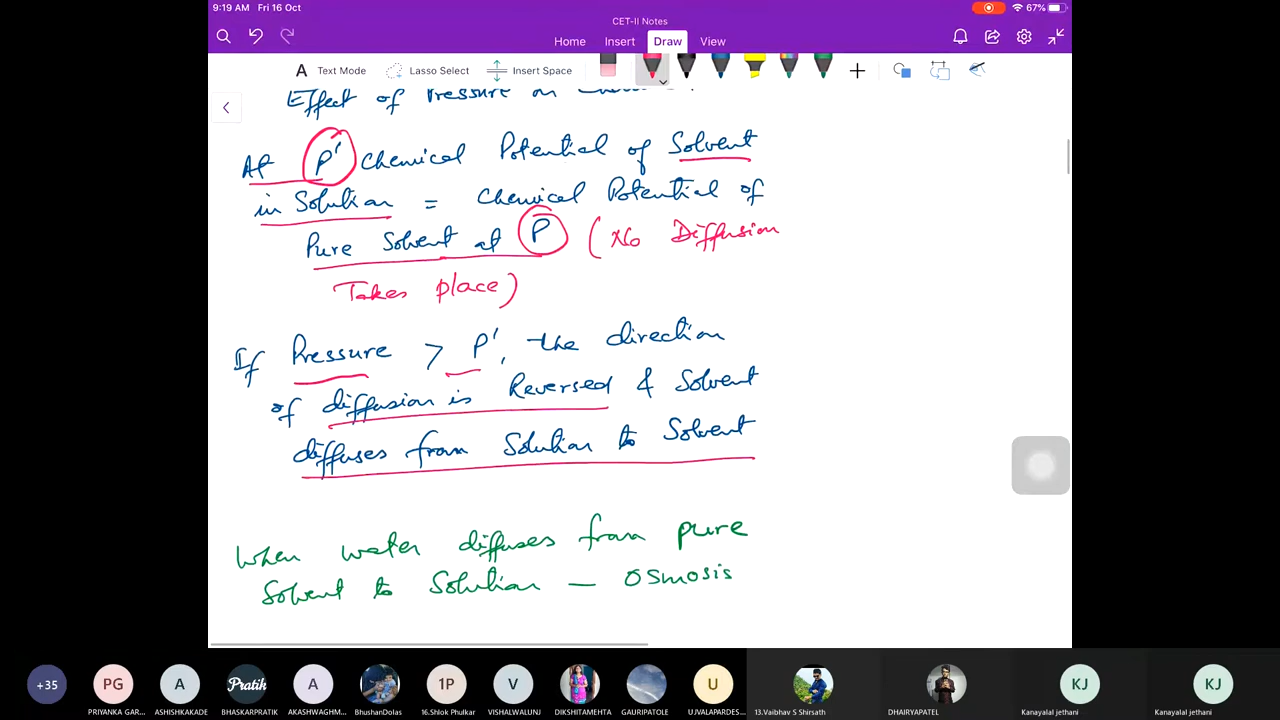 9:19 AM Fri 16 Oct
67%
CET-II Notes
Home Insert Draw View
A Text Mode Lasso Select Insert Space
Effect of Pressure on
At P' Chemical Potential of Solvent
in Solution = Chemical Potential of
Pure Solvent at P (No Diffusion
Takes place)
If Pressure > P', the direction
of diffusion is Reversed & Solvent
diffuses from Solution to Solvent
When water diffuses from pure
Solvent to Solution — Osmosis
+35 PG A A 1P V U KJ KJ
Pratik
PRIYANKA GAR... ASHISHKAKADE BHASKARPRATIK AKASHWAGHM... BhushanDolas 16.Shlok Phulkar VISHALWALUNJ DIKSHITAMEHTA GAURIPATOLE UJVALAPARDES... 13.Vaibhav S Shirsath DHAIRYAPATEL Kanayalal jethani Kanayalal jethani